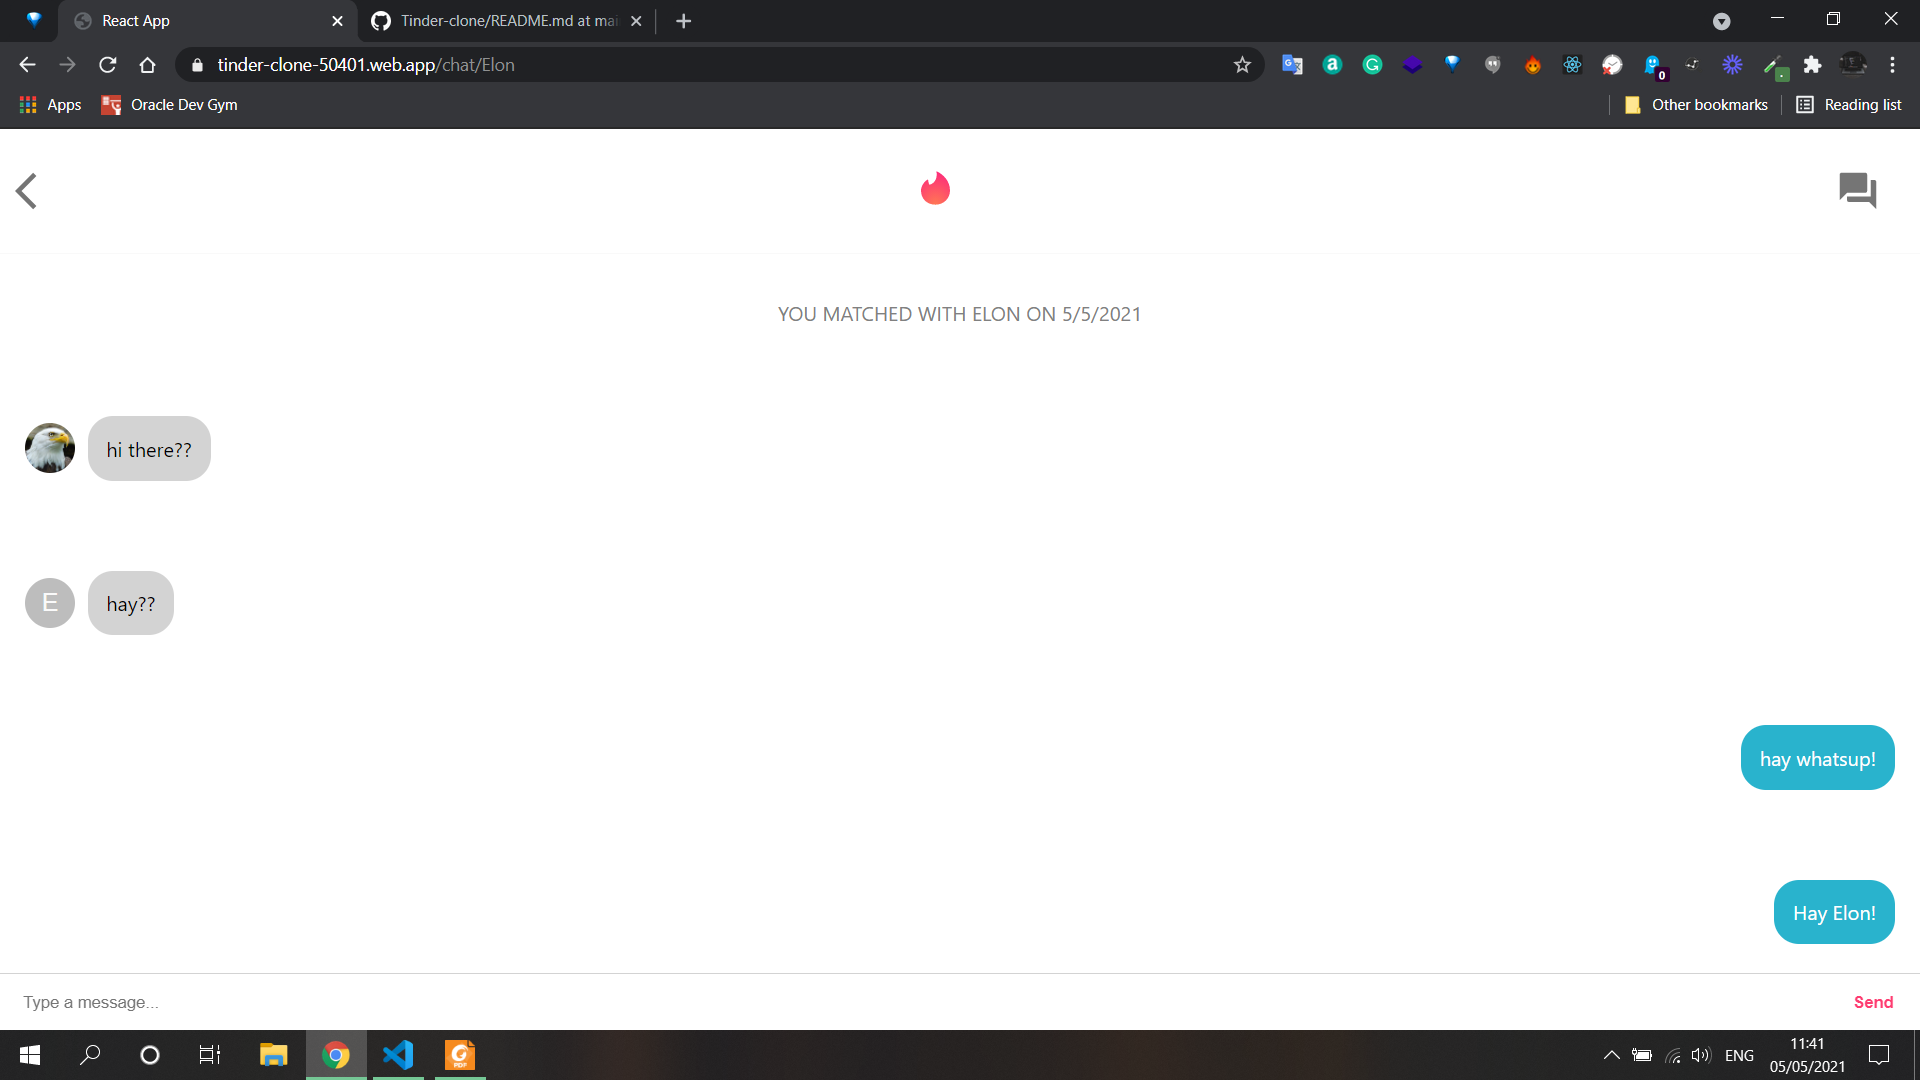 React App
Tinder-clone/README.md at mai
tinder-clone-50401.web.app/chat/Elon
0
Apps
Oracle Dev Gym
Other bookmarks
Reading list
YOU MATCHED WITH ELON ON 5/5/2021
hi there??
E
hay??
hay whatsup!
Hay Elon!
Type a message...
Send
PDF
ENG
11:41
05/05/2021